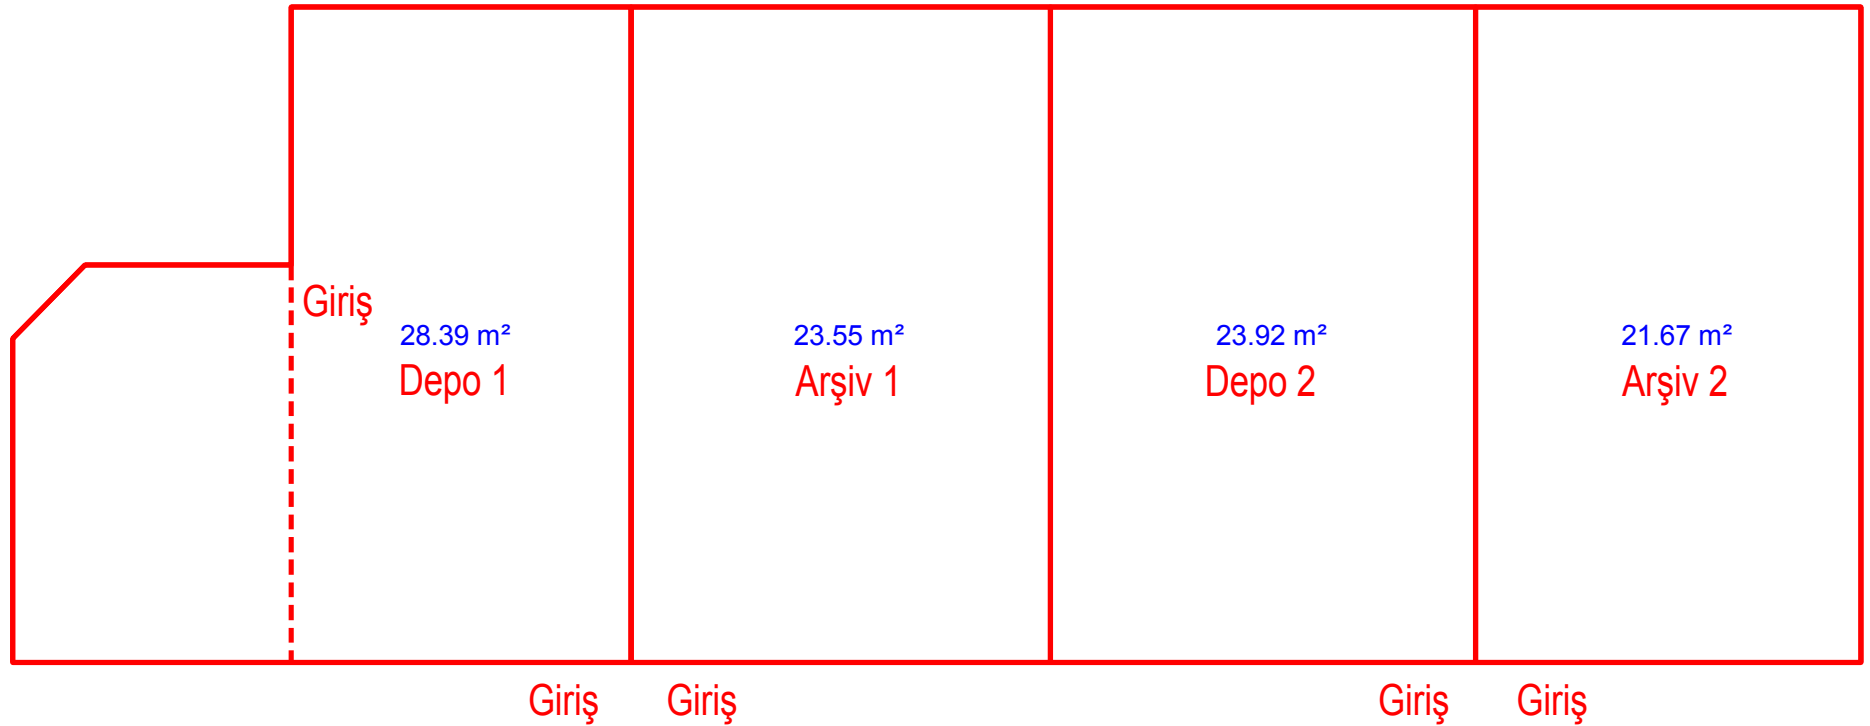 Giriş
28.39 m²
Depo 1
23.55 m²
Arşiv 1
23.92 m²
Depo 2
21.67 m²
Arşiv 2
Giriş
Giriş
Giriş
Giriş